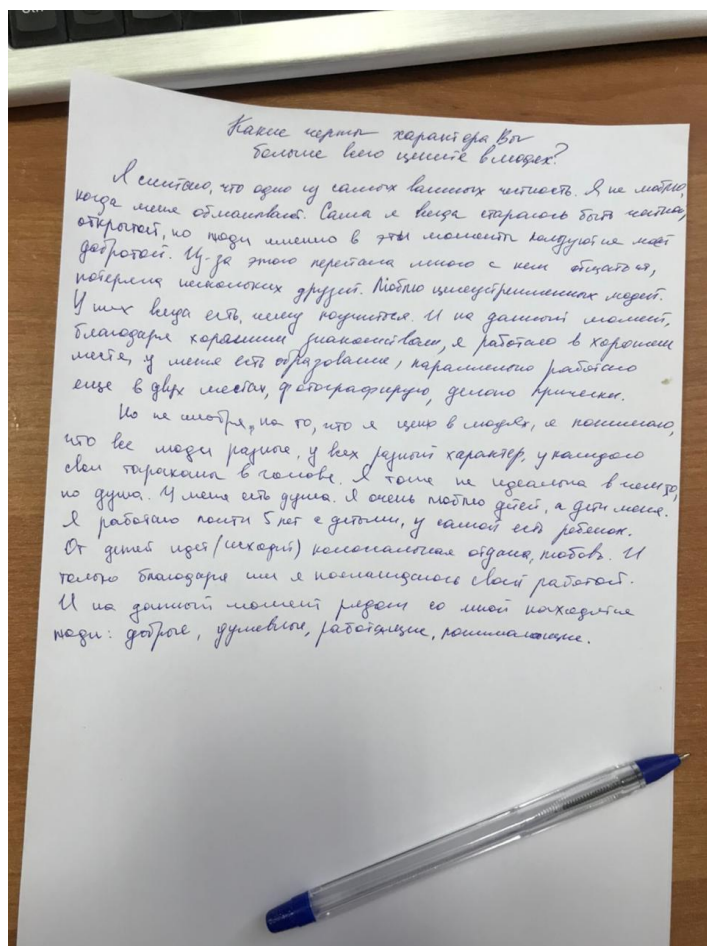 Какие черты характера Вы
больше всего цените в людях?
Я считаю, что одно из самых важных честность. Я не люблю,
когда меня обманывают. Сама я всегда стараюсь быть честной,
открытой, но люди именно в эти моменты пользуются моей
добротой. Из-за этого перестала много с кем общаться,
потеряла нескольких друзей. Люблю целеустремленных людей.
У них всегда есть, чему поучиться. И на данный момент,
благодаря хорошим знакомствам, я работаю в хорошем
месте, у меня есть образование, параллельно работаю
еще в двух местах, фотографирую, делаю прически.
Но не смотря, на то, что я ценю в людях, я понимаю,
что все люди разные, у всех разный характер, у каждого
свои тараканы в голове. Я тоже не идеальна в чем-то,
но душа. У меня есть душа. Я очень люблю детей, а дети меня.
Я работаю почти 5 лет с детьми, у самой есть ребенок.
От детей идет/(исходит) колоссальная отдача, любовь. И
только благодаря им я наслаждаюсь своей работой.
И на данный момент рядом со мной находятся
люди: добрые, душевные, работящие, понимающие.